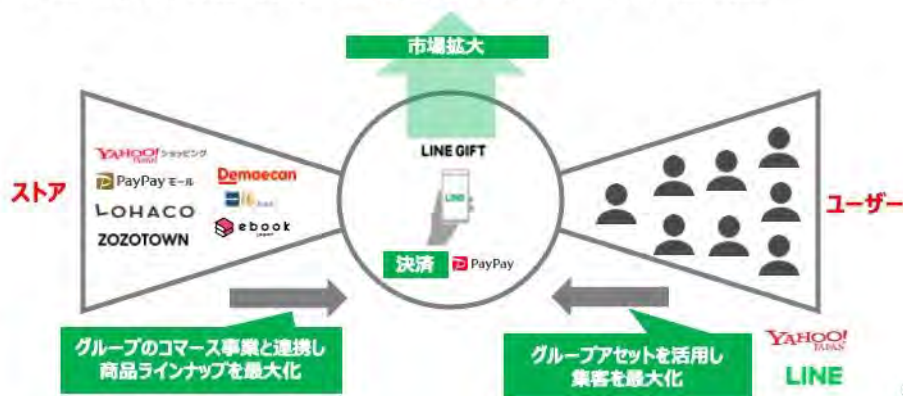 市場拡大
LINE GIFT
LINE
決済
PayPay
ストア
YAHOO! JAPAN ショッピング
PayPay モール
LOHACO
ZOZOTOWN
Demaecan
ebook japan
ユーザー
グループのコマース事業と連携し
商品ラインナップを最大化
グループアセットを活用し
集客を最大化
YAHOO!
JAPAN
LINE